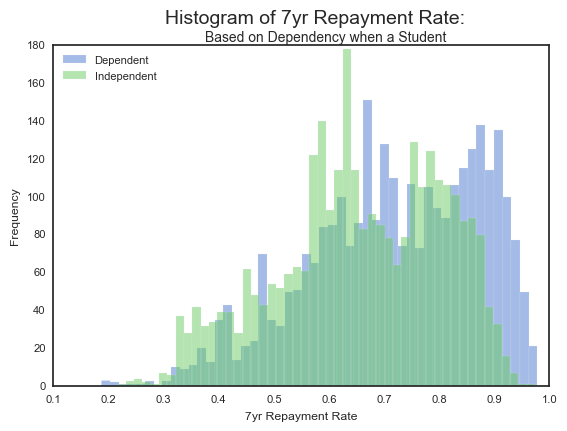 Histogram of 7yr Repayment Rate:
Based on Dependency when a Student
180
160
140
120
100
80
60
40
20
0
Frequency
Dependent
Independent
0.1 0.2 0.3 0.4 0.5 0.6 0.7 0.8 0.9 1.0
7yr Repayment Rate